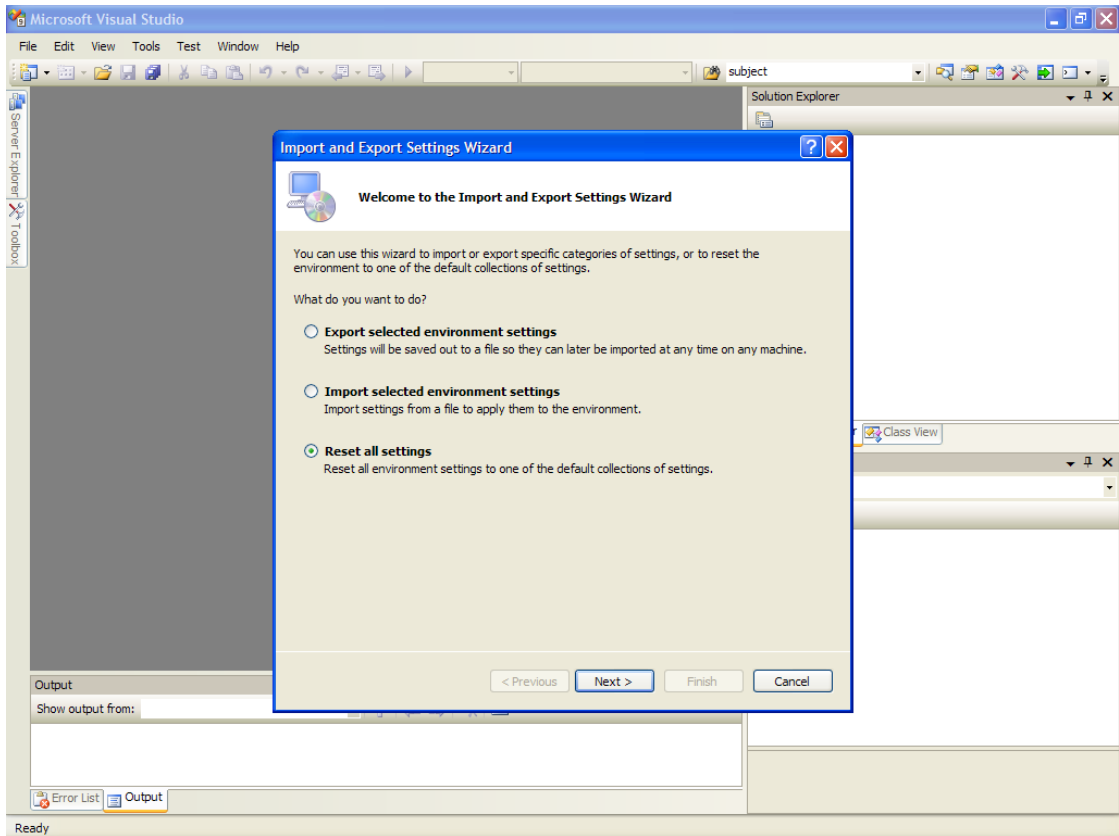 Microsoft Visual Studio
File Edit View Tools Test Window Help
subject
Server Explorer
Toolbox
Solution Explorer
Import and Export Settings Wizard
Welcome to the Import and Export Settings Wizard
You can use this wizard to import or export specific categories of settings, or to reset the
environment to one of the default collections of settings.
What do you want to do?
Export selected environment settings
Settings will be saved out to a file so they can later be imported at any time on any machine.
Import selected environment settings
Import settings from a file to apply them to the environment.
Reset all settings
Reset all environment settings to one of the default collections of settings.
Class View
< Previous Next > Finish Cancel
Output
Show output from:
Error List Output
Ready